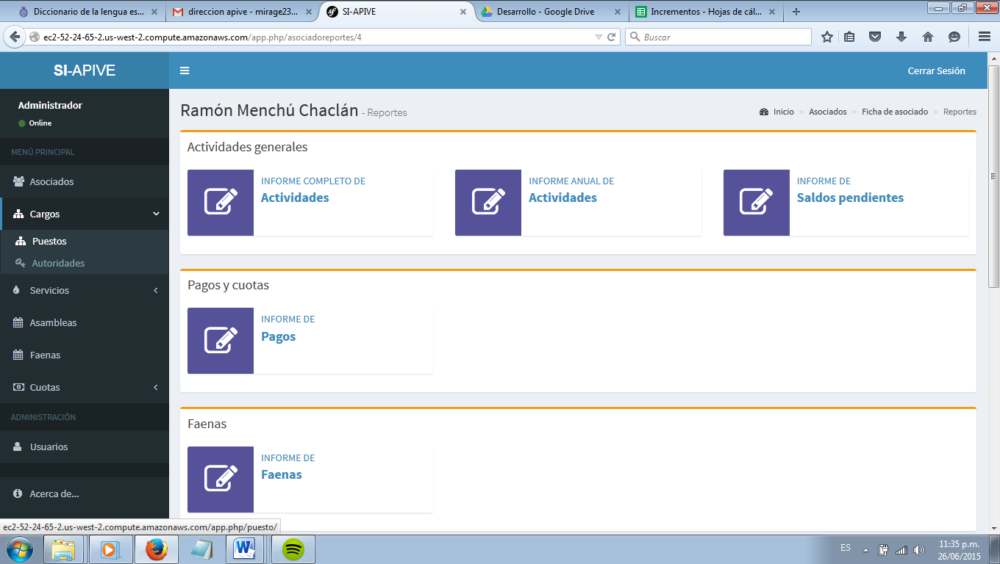 Diccionario de la lengua es...
direccion apive - mirage23...
SI-APIVE
Desarrollo - Google Drive
Incrementos - Hojas de cál...
ec2-52-24-65-2.us-west-2.compute.amazonaws.com/app.php/asociadoreportes/4
Buscar
SI-APIVE
Cerrar Sesión
Administrador
Online
MENÚ PRINCIPAL
Asociados
Cargos
Puestos
Autoridades
Servicios
Asambleas
Faenas
Cuotas
ADMINISTRACIÓN
Usuarios
Acerca de...
Ramón Menchú Chaclán - Reportes
Inicio > Asociados > Ficha de asociado > Reportes
Actividades generales
INFORME COMPLETO DE
Actividades
INFORME ANUAL DE
Actividades
INFORME DE
Saldos pendientes
Pagos y cuotas
INFORME DE
Pagos
Faenas
INFORME DE
Faenas
ec2-52-24-65-2.us-west-2.compute.amazonaws.com/app.php/puesto/
ES
11:35 p.m.
26/06/2015